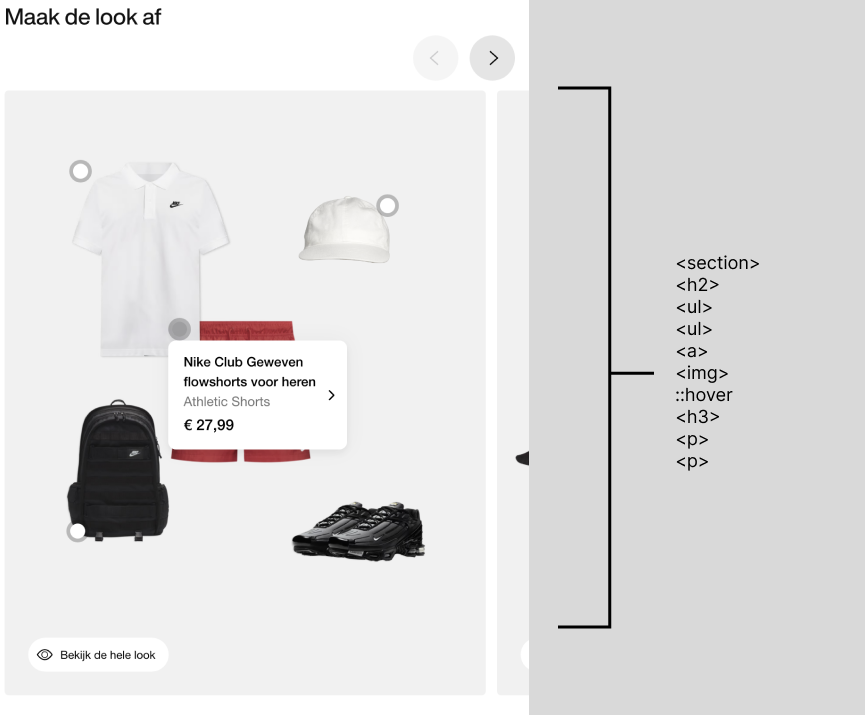 Maak de look af
Nike Club Geweven
flowshorts voor heren
Athletic Shorts
€ 27,99
Bekijk de hele look
<section>
<h2>
<ul>
<ul>
<a>
<img>
::hover
<h3>
<p>
<p>